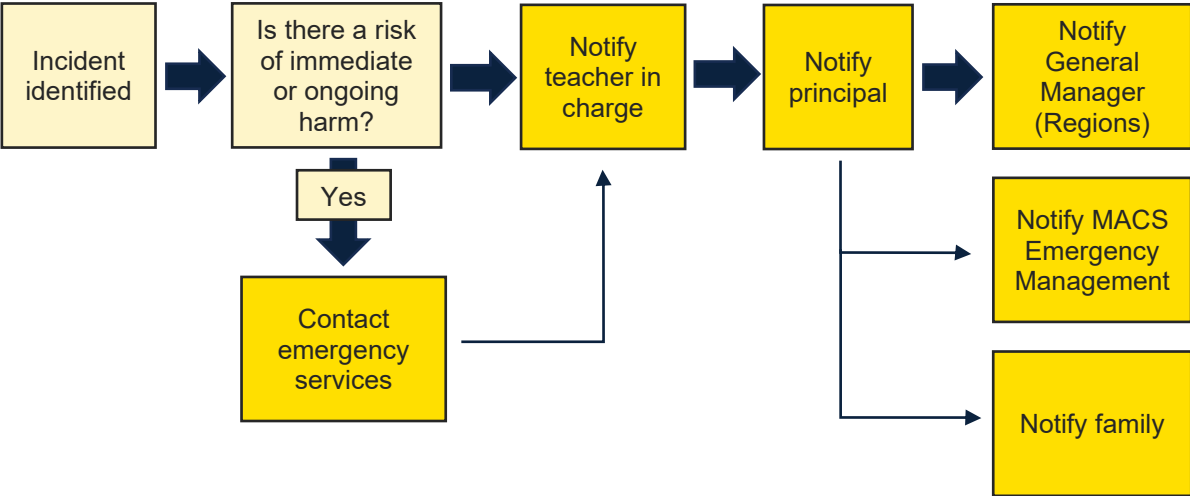 Incident
identified
Is there a risk
of immediate
or ongoing
harm?
Notify
teacher in
charge
Notify
principal
Notify
General
Manager
(Regions)
Yes
Contact
emergency
services
Notify MACS
Emergency
Management
Notify family